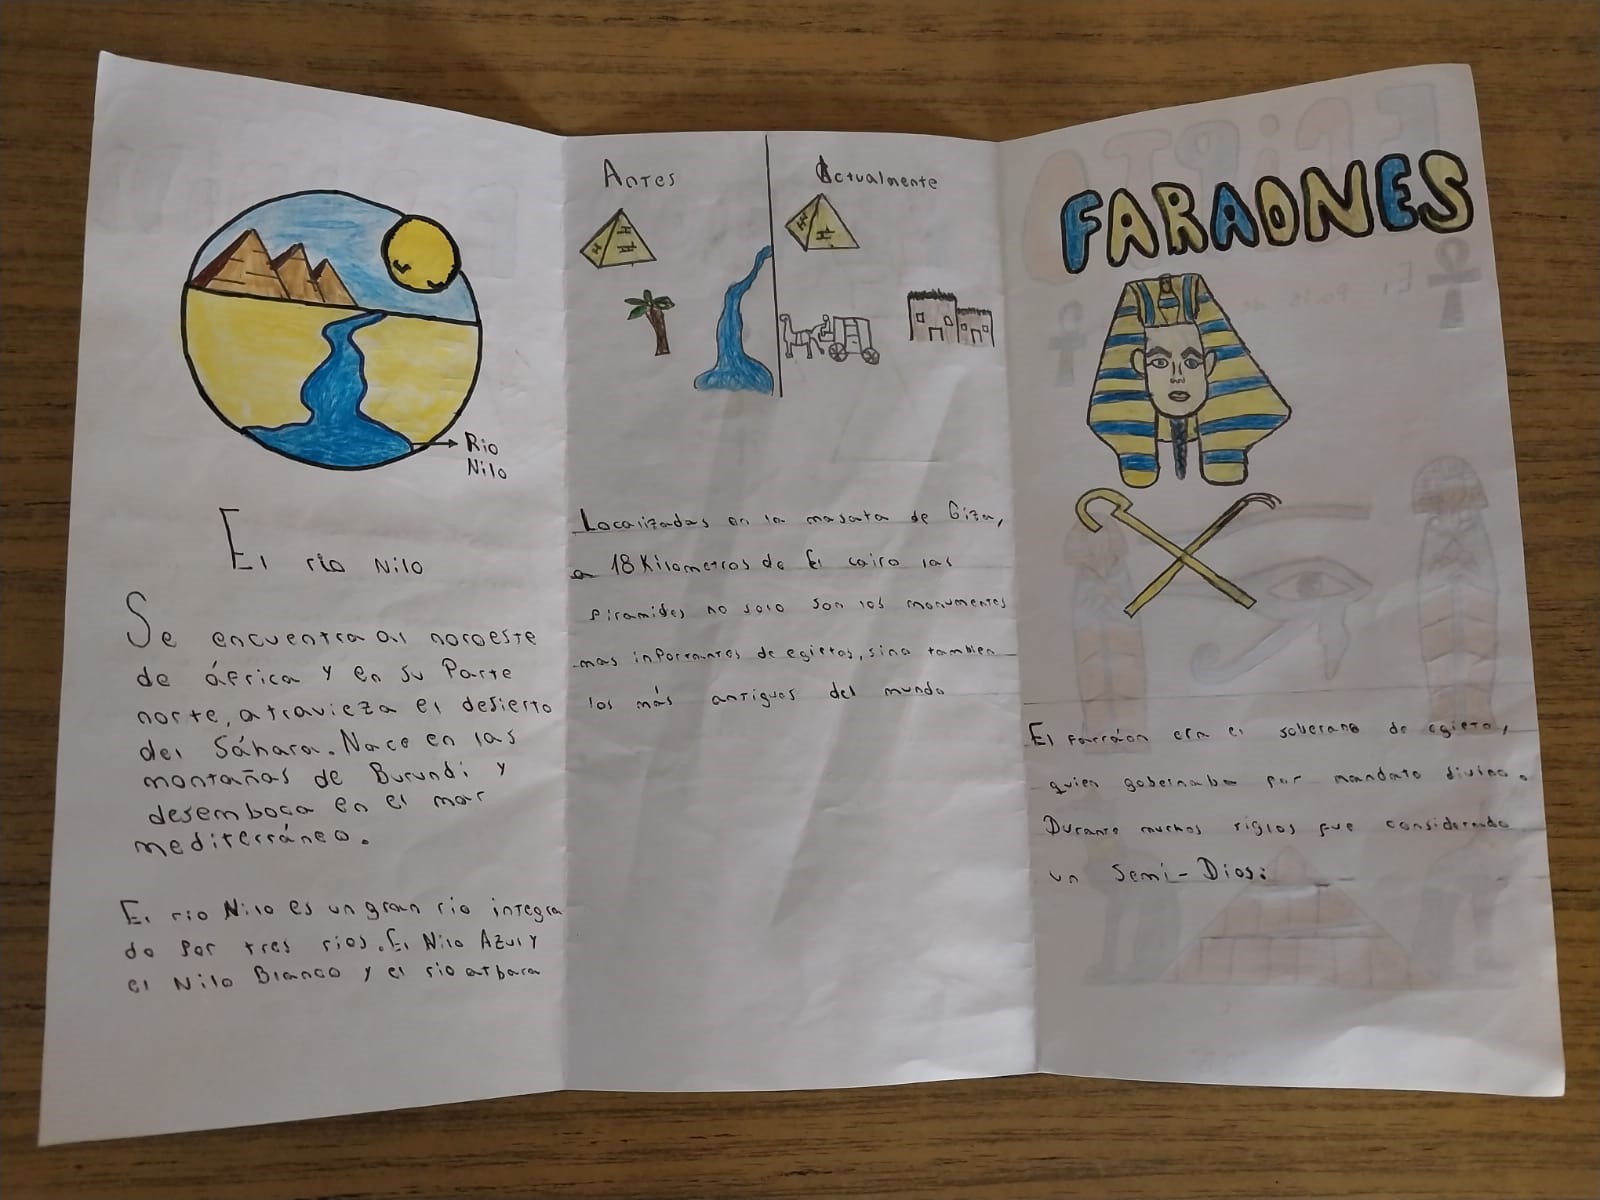 Rio
Nilo
El rio Nilo
Se encuentra al noroeste
de áfrica y en su Parte
norte, atravieza el desierto
del Sáhara. Nace en las
montañas de Burundi y
desemboca en el mar
mediterráneo.
El rio Nilo es un gran rio integra
do por tres rios. El Nilo Azul y
el Nilo Blanco y el rio atbara
Antes
Actualmente
Localizadas en la masata de Giza,
a 18 Kilometros de El cairo las
piramides no solo son los monumentos
mas inportantes de egiptos, sino tambien
los más antiguos del mundo
FARAONES
El farráon era el soberano de egipto,
quien gobernaba por mandato divino.
Durante muchos siglos fue considerado
un Semi-Dios: